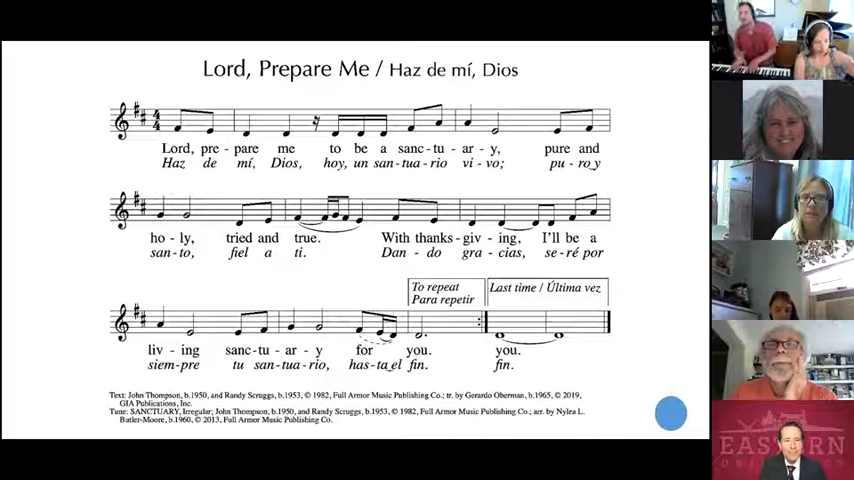 Lord, Prepare Me / Haz de mí, Dios
Lord, pre - pare me to be a sanc - tu - ar - y, pure and
Haz de mí, Dios, hoy, un san - tua - rio vi - vo; pu - ro y
ho - ly, tried and true. With thanks - giv - ing, I'll be a
san - to, fiel a ti. Dan - do gra - cias, se - ré por
To repeat Last time / Última vez
Para repetir
liv - ing sanc - tu - ar - y for you. you.
siem - pre tu san - tua - rio, has - ta el fin. fin.
Text: John Thompson, b.1950, and Randy Scruggs, b.1953, © 1982, Full Armor Music Publishing Co.; tr. by Gerardo Oberman, b.1965, © 2019,
GIA Publications, Inc.
Tune: SANCTUARY, Irregular; John Thompson, b.1950, and Randy Scruggs, b.1953, © 1982, Full Armor Music Publishing Co.; arr. by Nylea L.
Butler-Moore, b.1960, © 2013, Full Armor Music Publishing Co.
EASTERN